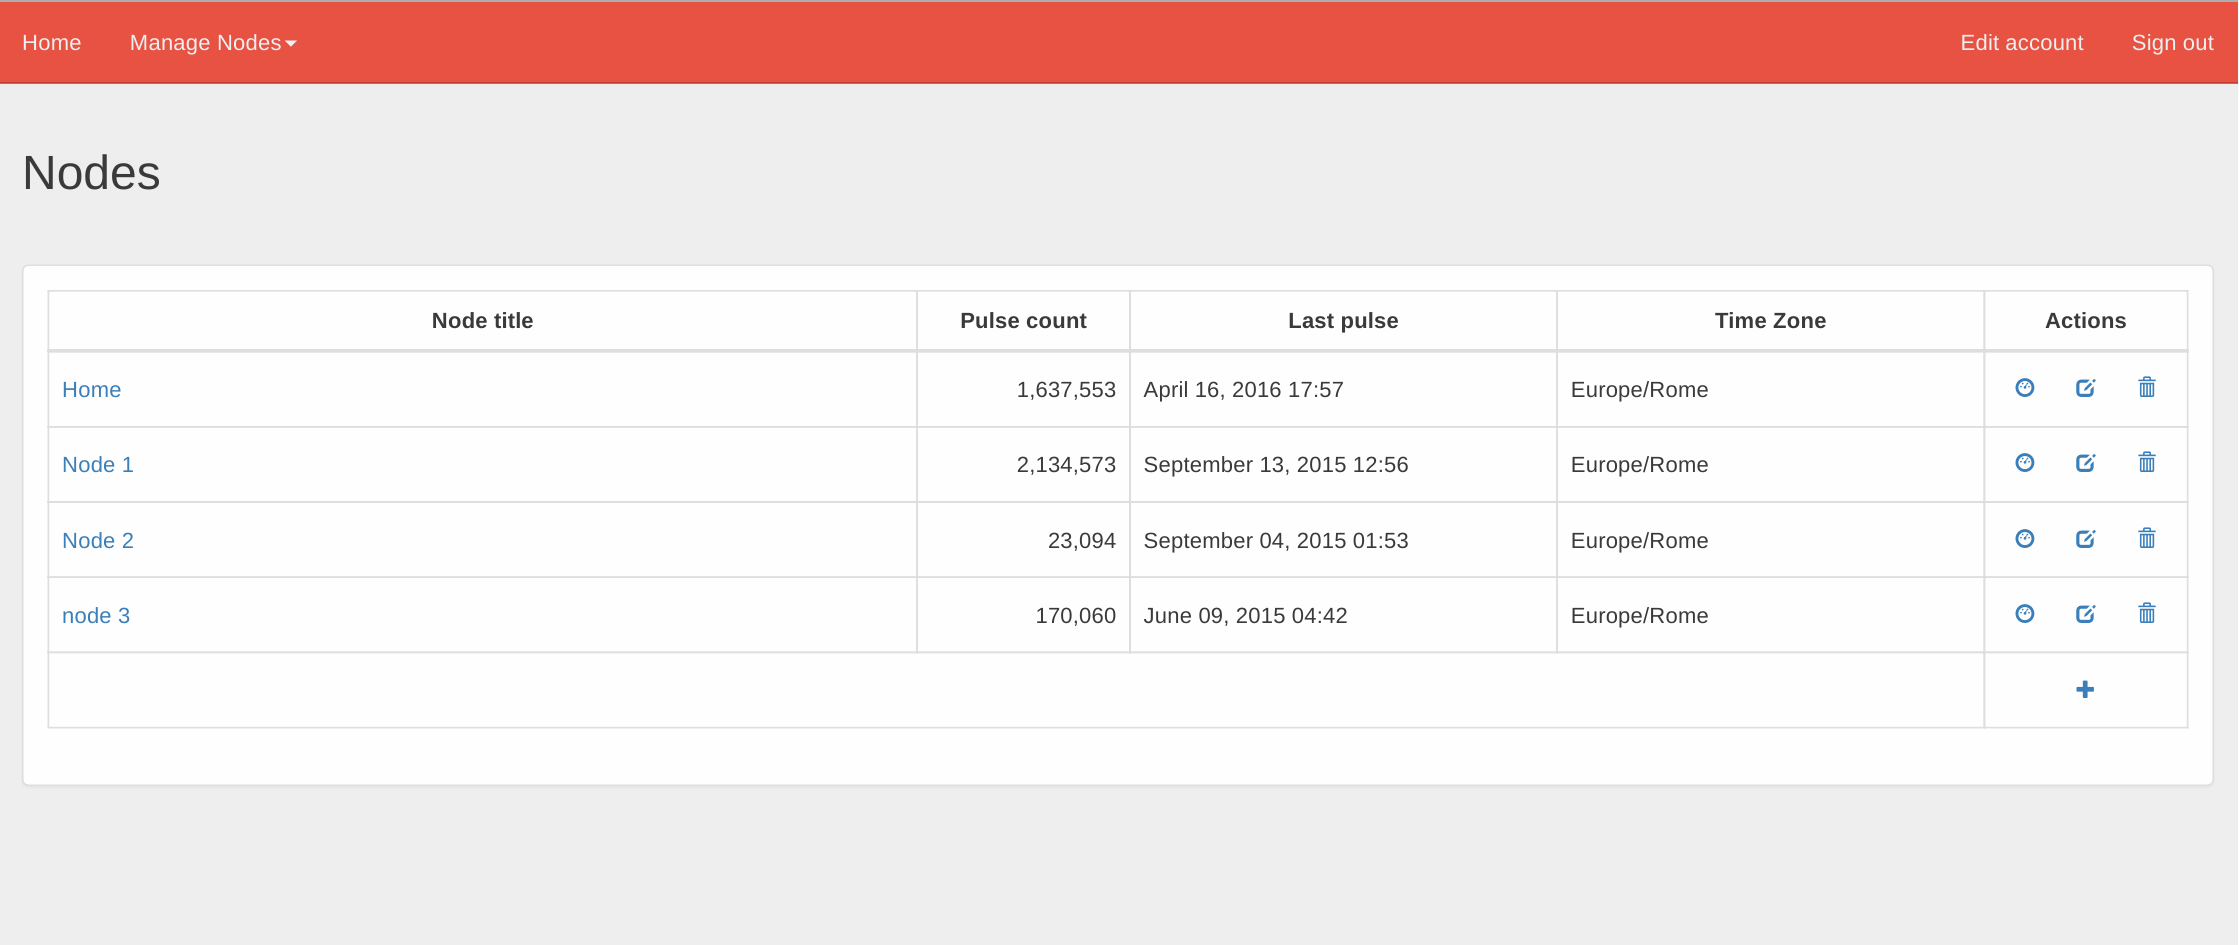 Home Manage Nodes Edit account Sign out
Nodes
Node title Pulse count Last pulse Time Zone Actions
Home 1,637,553 April 16, 2016 17:57 Europe/Rome
Node 1 2,134,573 September 13, 2015 12:56 Europe/Rome
Node 2 23,094 September 04, 2015 01:53 Europe/Rome
node 3 170,060 June 09, 2015 04:42 Europe/Rome